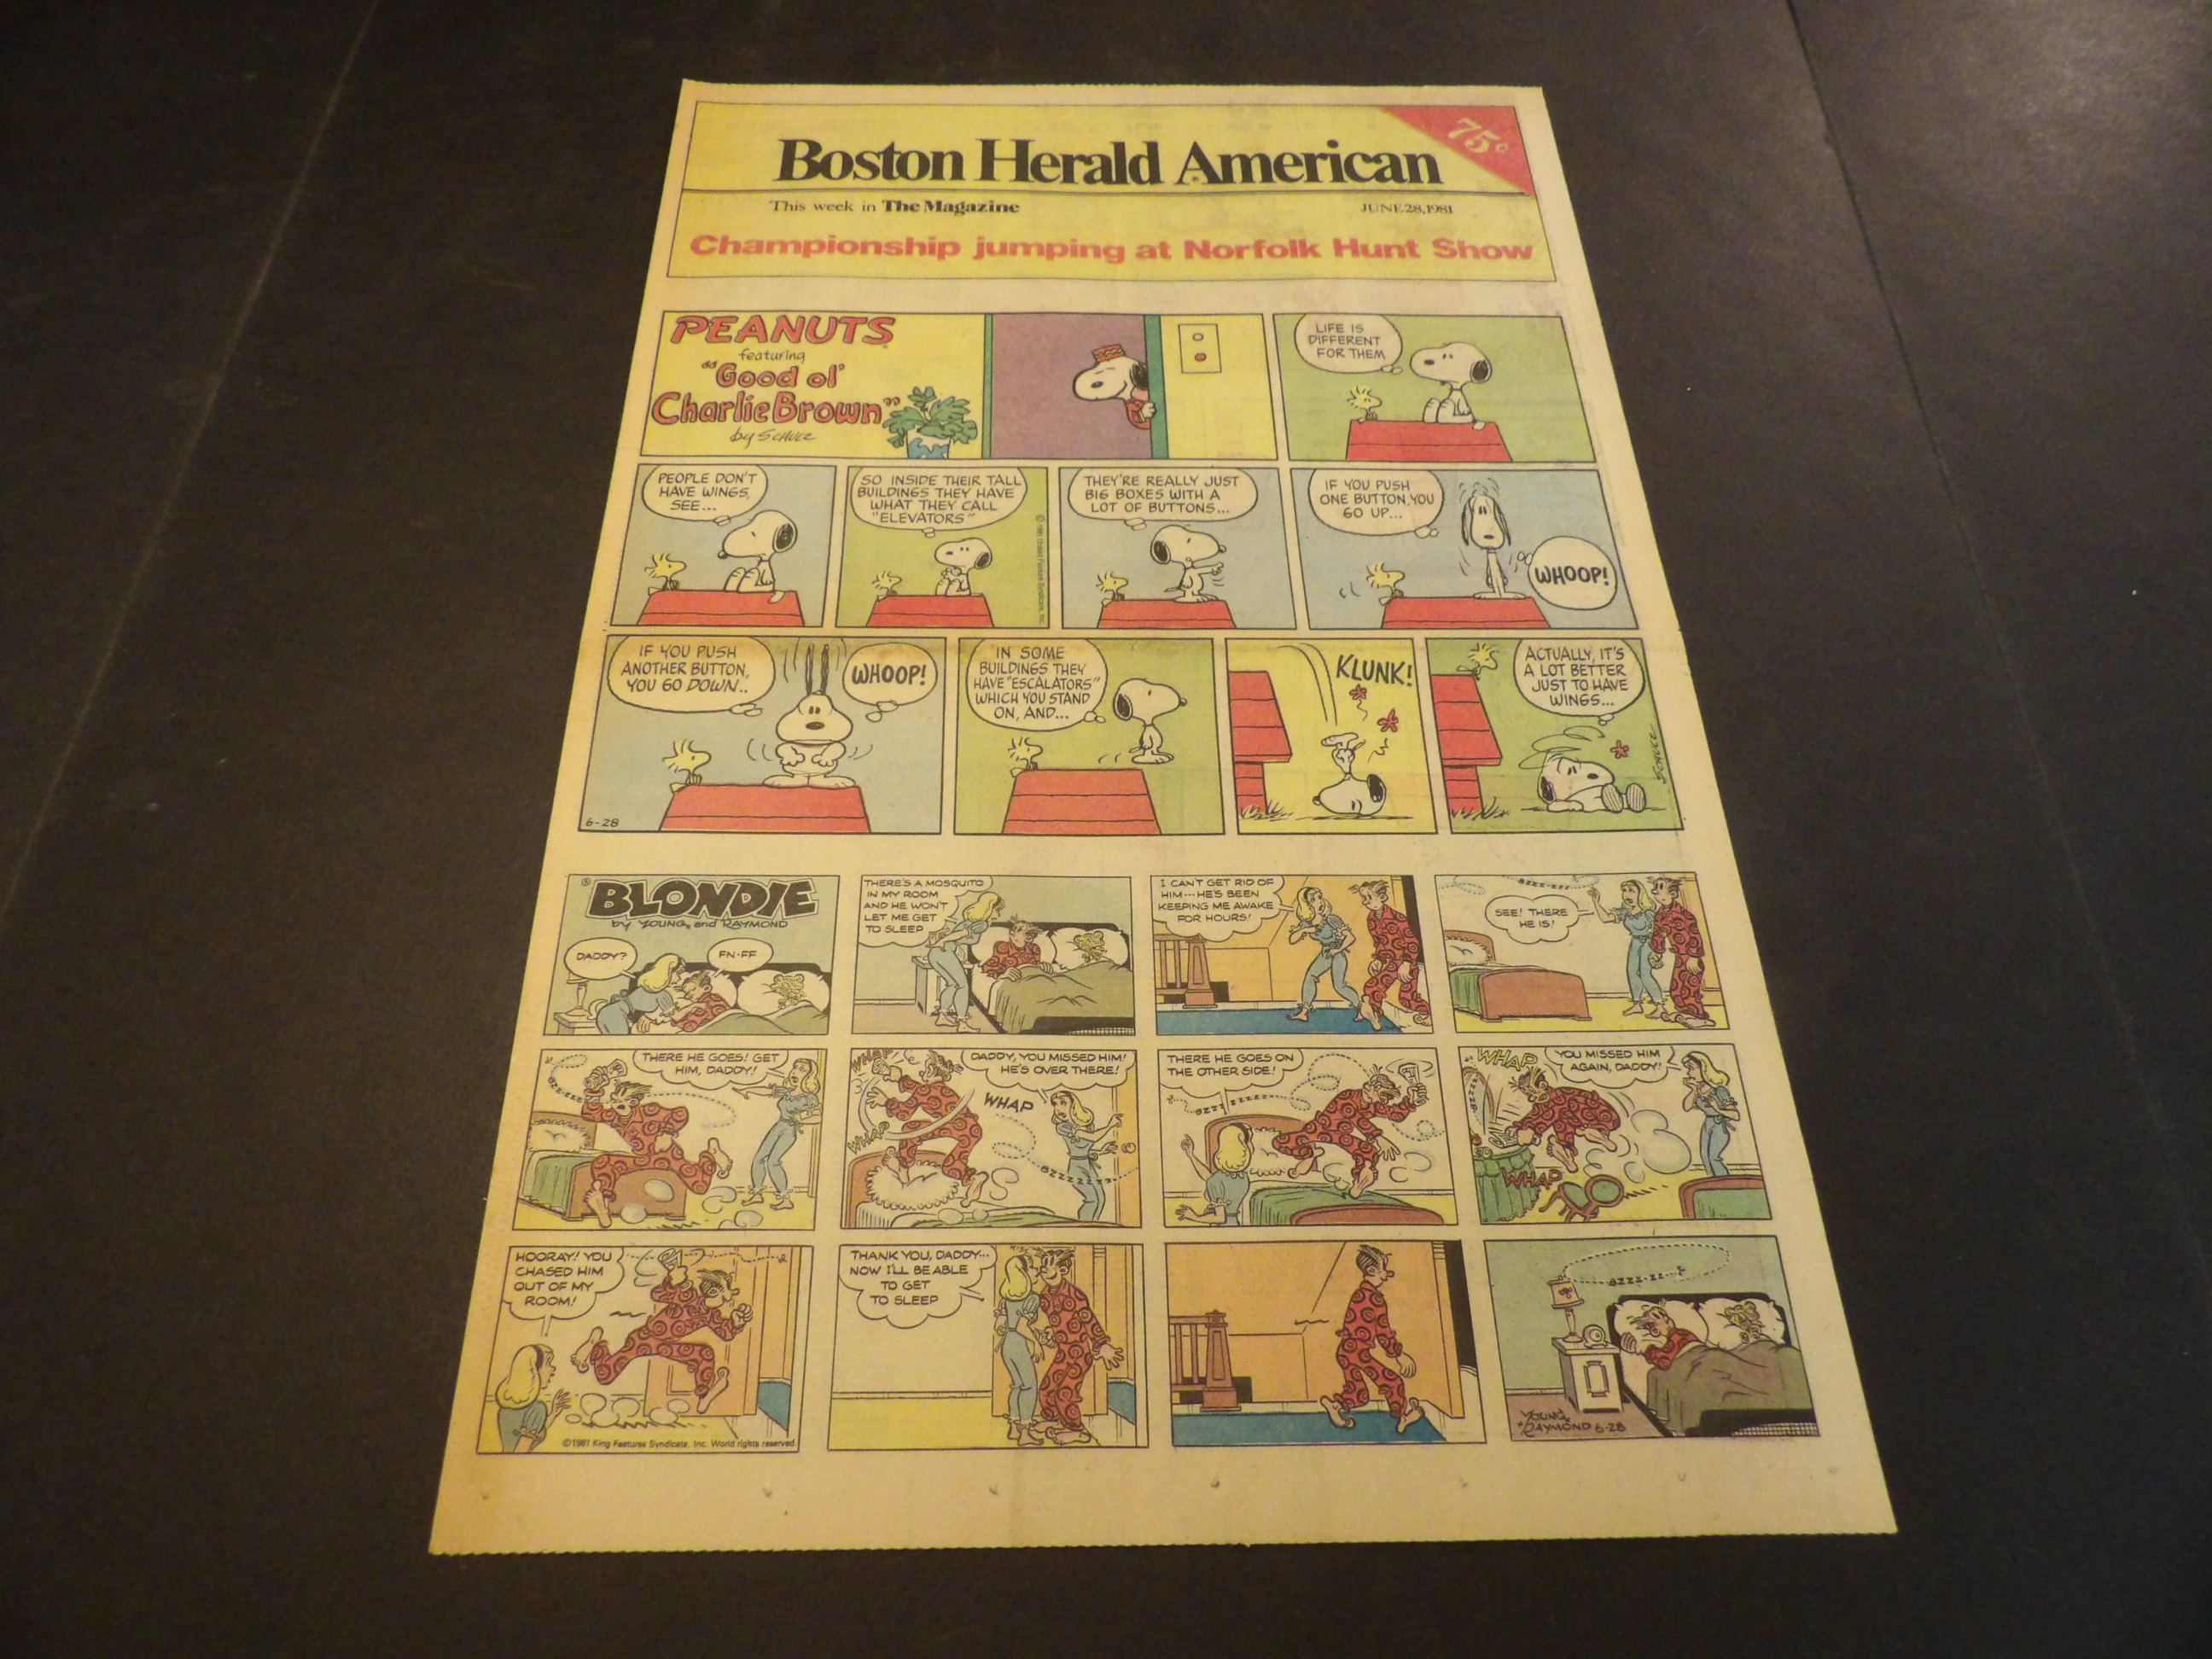 75¢
Boston Herald American
This week in The Magazine
JUNE 28, 1981
Championship jumping at Norfolk Hunt Show
PEANUTS
featuring
"Good ol'
Charlie Brown"
by SCHULZ
LIFE IS
DIFFERENT
FOR THEM
PEOPLE DON'T
HAVE WINGS,
SEE...
SO INSIDE THEIR TALL
BUILDINGS THEY HAVE
WHAT THEY CALL
"ELEVATORS"
© 1981 United Feature Syndicate, Inc.
THEY'RE REALLY JUST
BIG BOXES WITH A
LOT OF BUTTONS...
IF YOU PUSH
ONE BUTTON, YOU
GO UP...
WHOOP!
IF YOU PUSH
ANOTHER BUTTON,
YOU GO DOWN..
WHOOP!
6-28
IN SOME
BUILDINGS THEY
HAVE "ESCALATORS"
WHICH YOU STAND
ON, AND...
KLUNK!
ACTUALLY, IT'S
A LOT BETTER
JUST TO HAVE
WINGS...
SCHULZ
BLONDIE
by YOUNG and RAYMOND
DADDY?
FN-FF
THERE'S A MOSQUITO
IN MY ROOM
AND HE WON'T
LET ME GET
TO SLEEP
I CAN'T GET RID OF
HIM---HE'S BEEN
KEEPING ME AWAKE
FOR HOURS!
SEE! THERE
HE IS!
THERE HE GOES! GET
HIM, DADDY!
WHAP
WHAP
DADDY, YOU MISSED HIM!
HE'S OVER THERE!
WHAP
THERE HE GOES ON
THE OTHER SIDE!
WHAP
YOU MISSED HIM
AGAIN, DADDY!
WHAP
HOORAY! YOU
CHASED HIM
OUT OF MY
ROOM!
©1981 King Features Syndicate, Inc. World rights reserved.
THANK YOU, DADDY---
NOW I'LL BE ABLE
TO GET
TO SLEEP
BZZZ-ZZ
YOUNG
RAYMOND 6-28